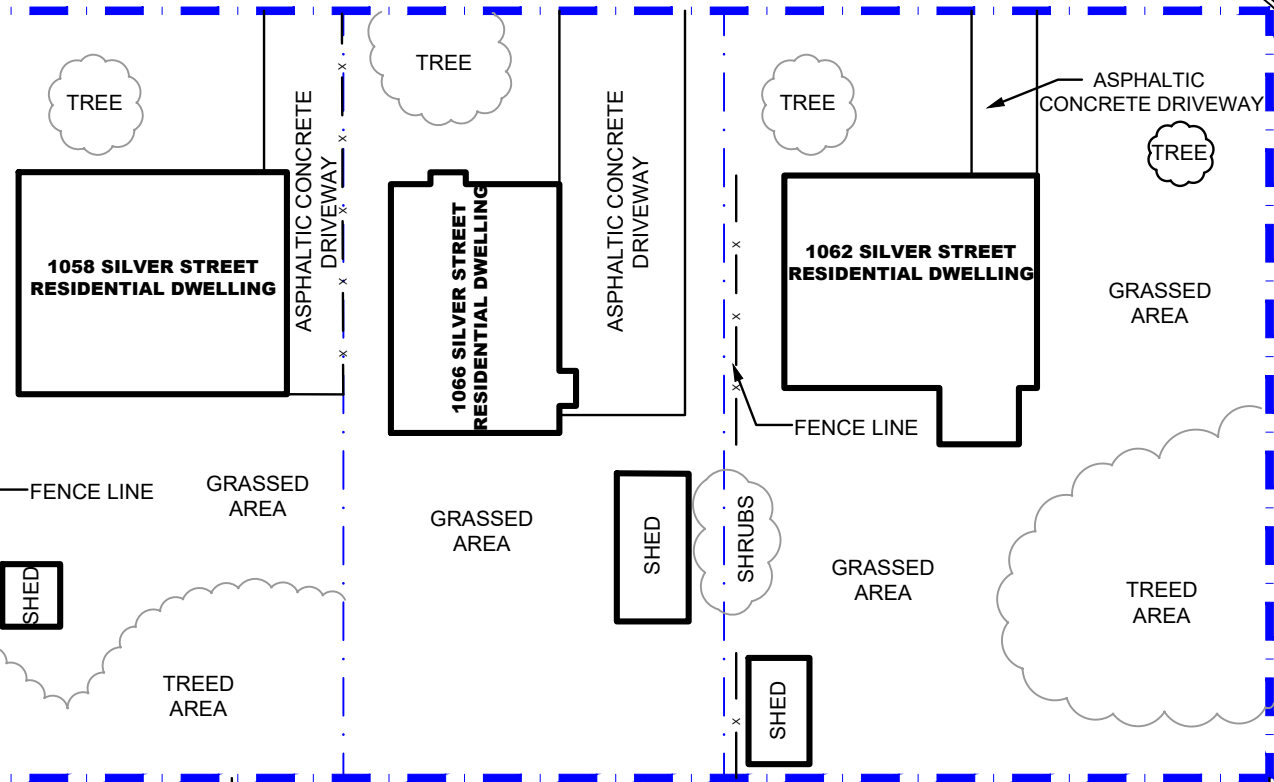 TREE
TREE
TREE
ASPHALTIC
CONCRETE DRIVEWAY
TREE
ASPHALTIC CONCRETE
DRIVEWAY
ASPHALTIC CONCRETE
DRIVEWAY
1058 SILVER STREET
RESIDENTIAL DWELLING
1066 SILVER STREET
RESIDENTIAL DWELLING
1062 SILVER STREET
RESIDENTIAL DWELLING
GRASSED
AREA
FENCE LINE
FENCE LINE
GRASSED
AREA
GRASSED
AREA
SHED
SHRUBS
GRASSED
AREA
TREED
AREA
SHED
TREED
AREA
SHED